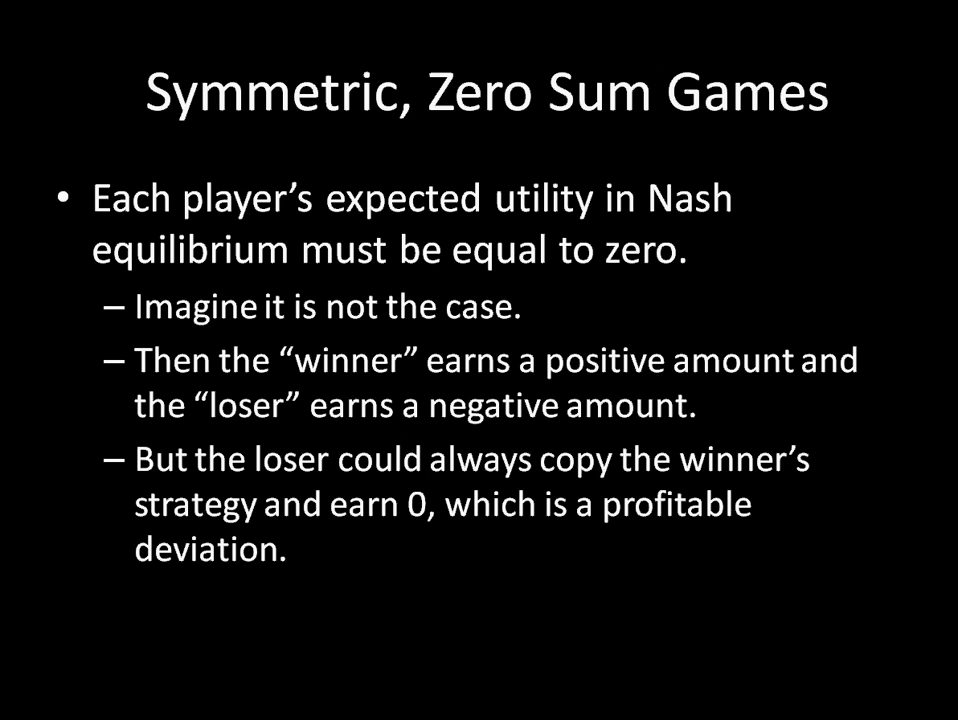 Symmetric, Zero Sum Games
• Each player’s expected utility in Nash
equilibrium must be equal to zero.
– Imagine it is not the case.
– Then the “winner” earns a positive amount and
the “loser” earns a negative amount.
– But the loser could always copy the winner’s
strategy and earn 0, which is a profitable
deviation.